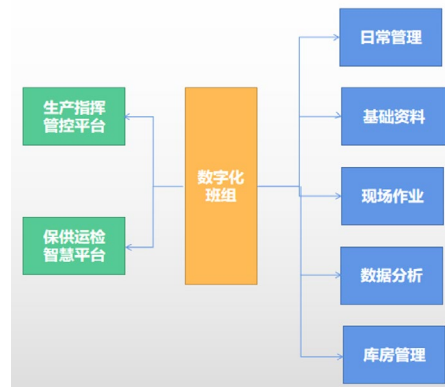 生产指挥
管控平台
保供运检
智慧平台
数字化
班组
日常管理
基础资料
现场作业
数据分析
库房管理